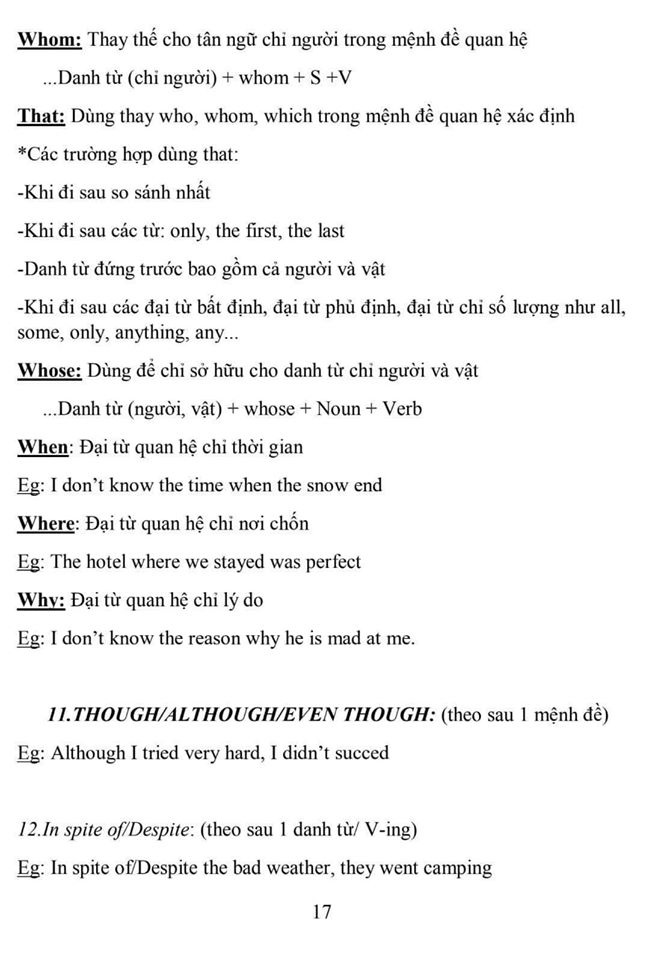 Whom: Thay thế cho tân ngữ chỉ người trong mệnh đề quan hệ
...Danh từ (chỉ người) + whom + S +V
That: Dùng thay who, whom, which trong mệnh đề quan hệ xác định
*Các trường hợp dùng that:
-Khi đi sau so sánh nhất
-Khi đi sau các từ: only, the first, the last
-Danh từ đứng trước bao gồm cả người và vật
-Khi đi sau các đại từ bất định, đại từ phủ định, đại từ chỉ số lượng như all,
some, only, anything, any...
Whose: Dùng để chỉ sở hữu cho danh từ chỉ người và vật
...Danh từ (người, vật) + whose + Noun + Verb
When: Đại từ quan hệ chỉ thời gian
Eg: I don’t know the time when the snow end
Where: Đại từ quan hệ chỉ nơi chốn
Eg: The hotel where we stayed was perfect
Why: Đại từ quan hệ chỉ lý do
Eg: I don’t know the reason why he is mad at me.
11.THOUGH/ALTHOUGH/EVEN THOUGH: (theo sau 1 mệnh đề)
Eg: Although I tried very hard, I didn’t succed
12.In spite of/Despite: (theo sau 1 danh từ/ V-ing)
Eg: In spite of/Despite the bad weather, they went camping
17